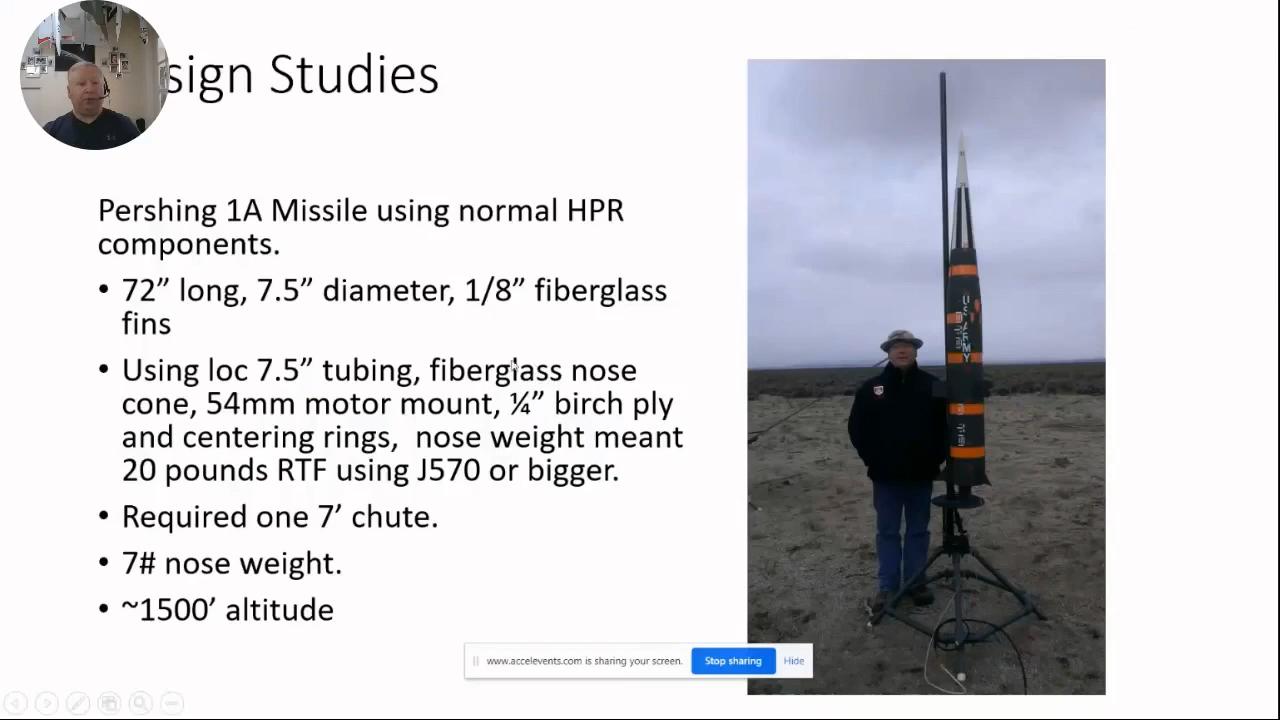 sign Studies
Pershing 1A Missile using normal HPR
components.
• 72” long, 7.5” diameter, 1/8” fiberglass
fins
• Using loc 7.5” tubing, fiberglass nose
cone, 54mm motor mount, ¼” birch ply
and centering rings,  nose weight meant
20 pounds RTF using J570 or bigger.
• Required one 7’ chute.
• 7# nose weight.
• ~1500’ altitude
US ARMY
www.accelevents.com is sharing your screen.
Stop sharing
Hide